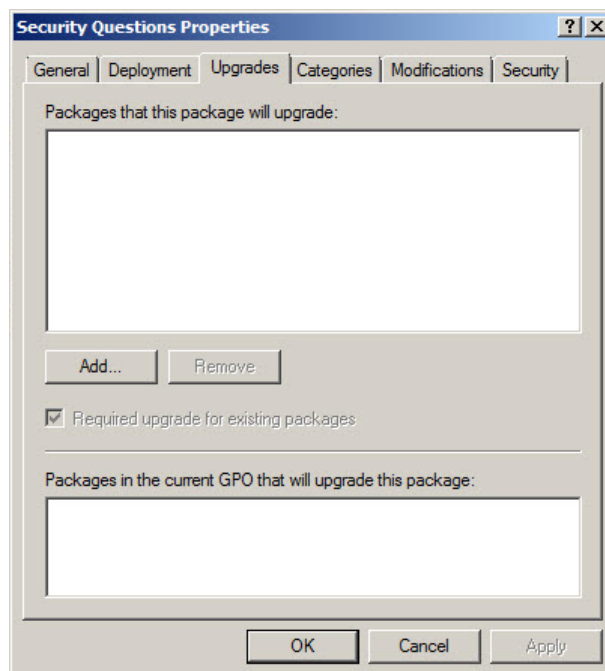 Security Questions Properties
General Deployment Upgrades Categories Modifications Security
Packages that this package will upgrade:
Add... Remove
Required upgrade for existing packages
Packages in the current GPO that will upgrade this package:
OK Cancel Apply